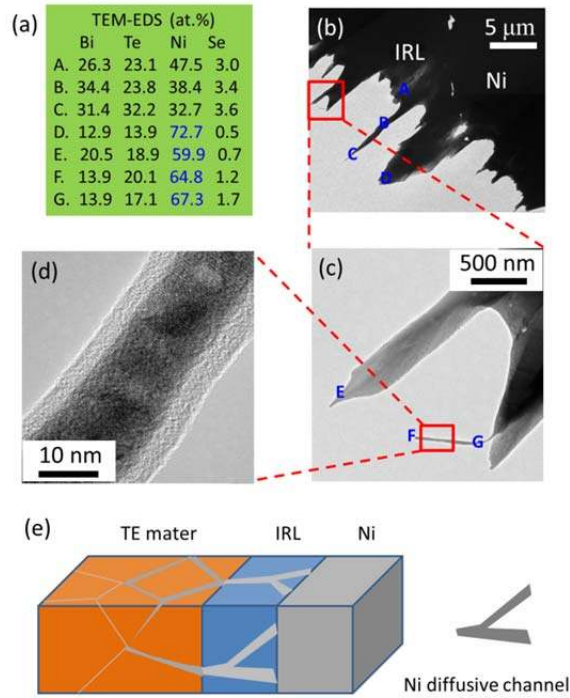 (a)
TEM-EDS (at.%)
Bi Te Ni Se
A. 26.3 23.1 47.5 3.0
B. 34.4 23.8 38.4 3.4
C. 31.4 32.2 32.7 3.6
D. 12.9 13.9 72.7 0.5
E. 20.5 18.9 59.9 0.7
F. 13.9 20.1 64.8 1.2
G. 13.9 17.1 67.3 1.7
(b)
5 μm
IRL
Ni
A
B
C
D
(d)
10 nm
(c)
500 nm
E
F
G
(e)
TE mater IRL Ni
Ni diffusive channel